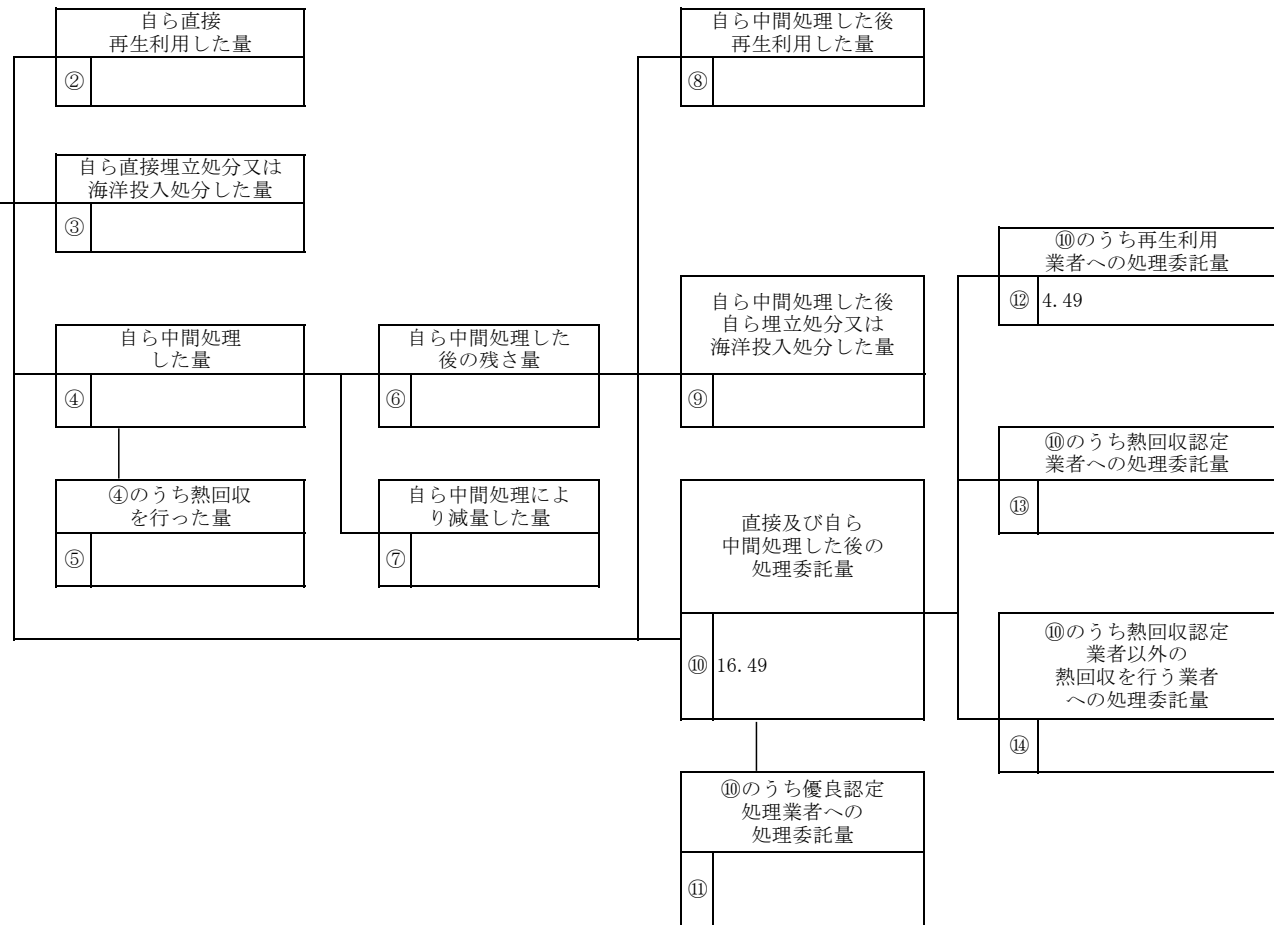 自ら直接
再生利用した量
②
自ら直接埋立処分又は
海洋投入処分した量
③
自ら中間処理
した量
④
④のうち熱回収
を行った量
⑤
自ら中間処理した
後の残さ量
⑥
自ら中間処理によ
り減量した量
⑦
自ら中間処理した後
再生利用した量
⑧
自ら中間処理した後
自ら埋立処分又は
海洋投入処分した量
⑨
直接及び自ら
中間処理した後の
処理委託量
⑩ 16.49
⑩のうち優良認定
処理業者への
処理委託量
⑪
⑩のうち再生利用
業者への処理委託量
⑫ 4.49
⑩のうち熱回収認定
業者への処理委託量
⑬
⑩のうち熱回収認定
業者以外の
熱回収を行う業者
への処理委託量
⑭